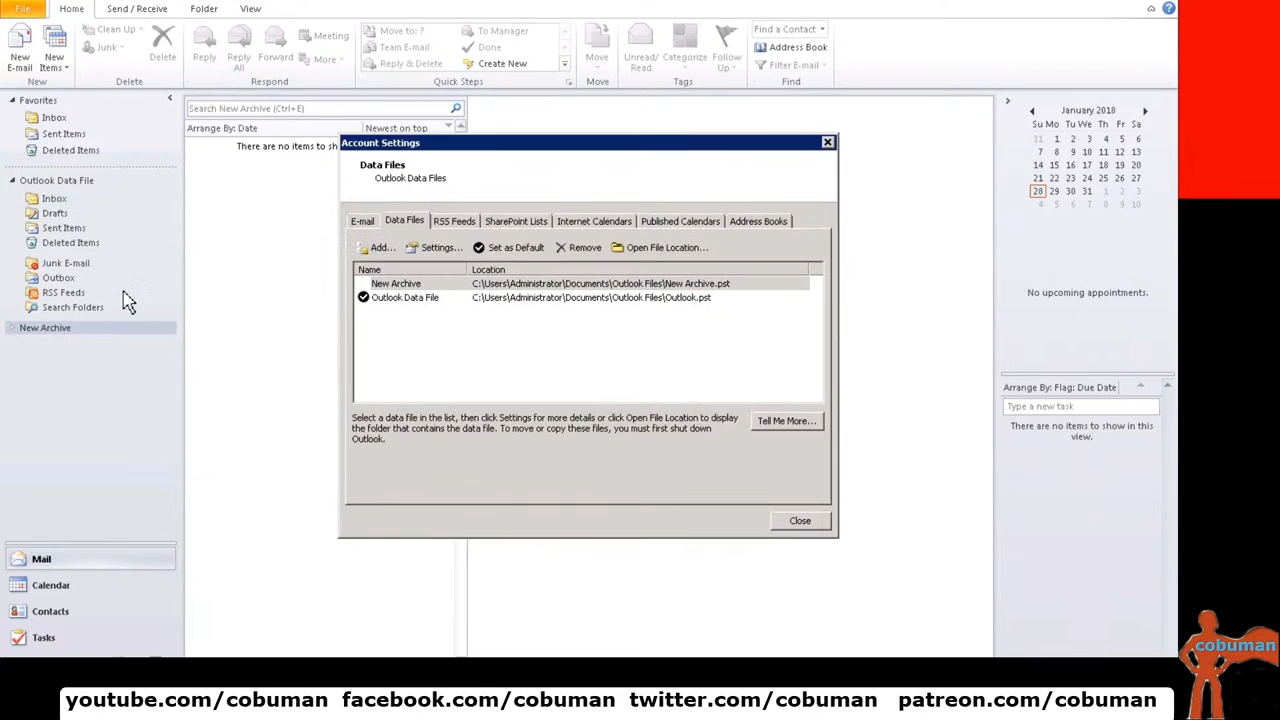 File Home Send / Receive Folder View
New E-mail
New Items
New
Clean Up
Junk
Delete
Delete
Reply
Reply All
Forward
Meeting
More
Respond
Move to: ?
Team E-mail
Reply & Delete
To Manager
Done
Create New
Quick Steps
Move
Move
Unread/ Read
Categorize
Follow Up
Tags
Find a Contact
Address Book
Filter E-mail
Find
Favorites
Inbox
Sent Items
Deleted Items
Outlook Data File
Inbox
Drafts
Sent Items
Deleted Items
Junk E-mail
Outbox
RSS Feeds
Search Folders
New Archive
Mail
Calendar
Contacts
Tasks
Search New Archive (Ctrl+E)
Arrange By: Date Newest on top
There are no items to sh
Account Settings
Data Files
Outlook Data Files
E-mail Data Files RSS Feeds SharePoint Lists Internet Calendars Published Calendars Address Books
Add... Settings... Set as Default Remove Open File Location...
Name Location
New Archive C:\Users\Administrator\Documents\Outlook Files\New Archive.pst
Outlook Data File C:\Users\Administrator\Documents\Outlook Files\Outlook.pst
Select a data file in the list, then click Settings for more details or click Open File Location to display
the folder that contains the data file. To move or copy these files, you must first shut down
Outlook.
Tell Me More...
Close
January 2018
Su Mo Tu We Th Fr Sa
31 1 2 3 4 5 6
7 8 9 10 11 12 13
14 15 16 17 18 19 20
21 22 23 24 25 26 27
28 29 30 31 1 2 3
4 5 6 7 8 9 10
No upcoming appointments.
Arrange By: Flag: Due Date
Type a new task
There are no items to show in this
view.
cobuman
youtube.com/cobuman facebook.com/cobuman twitter.com/cobuman patreon.com/cobuman